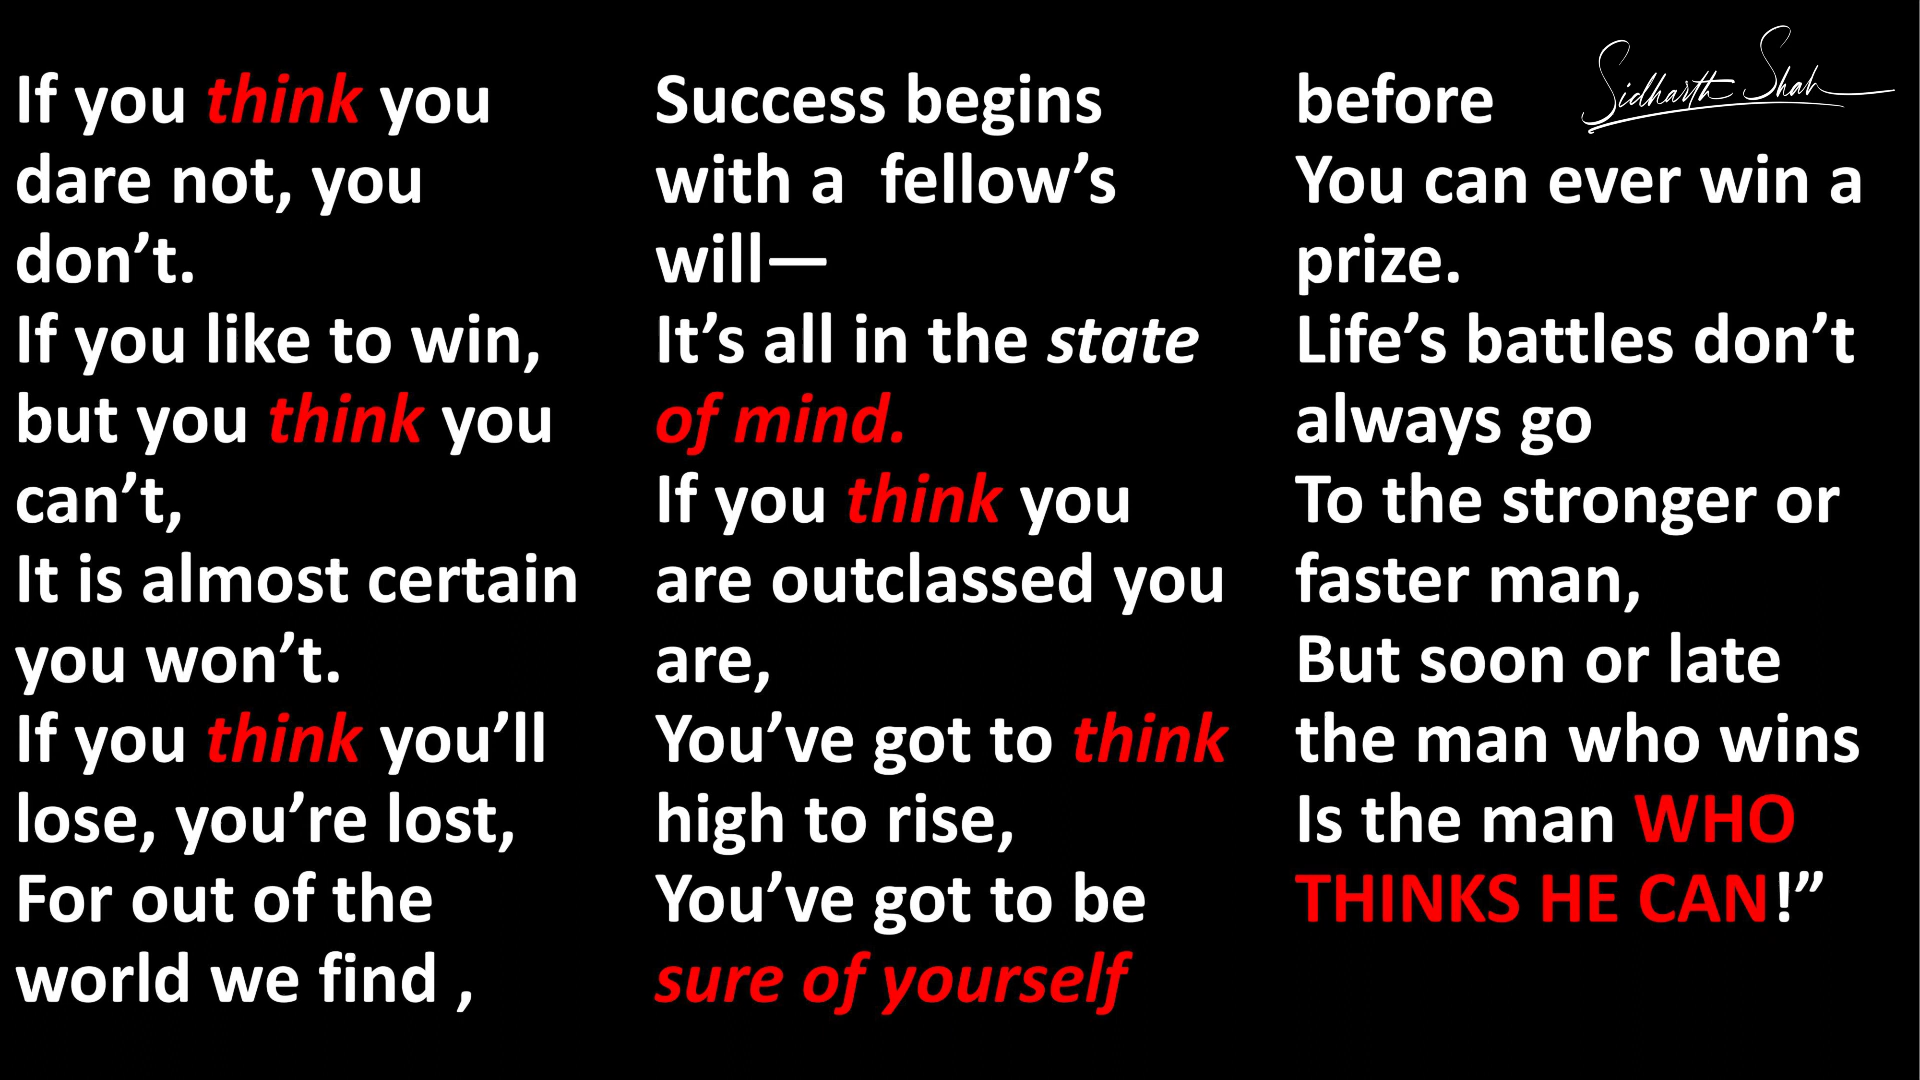 If you think you
dare not, you
don’t.
If you like to win,
but you think you
can’t,
It is almost certain
you won’t.
If you think you’ll
lose, you’re lost,
For out of the
world we find ,
Success begins
with a  fellow’s
will—
It’s all in the state
of mind.
If you think you
are outclassed you
are,
You’ve got to think
high to rise,
You’ve got to be
sure of yourself
before
You can ever win a
prize.
Life’s battles don’t
always go
To the stronger or
faster man,
But soon or late
the man who wins
Is the man WHO
THINKS HE CAN!”
Sidharth Shah